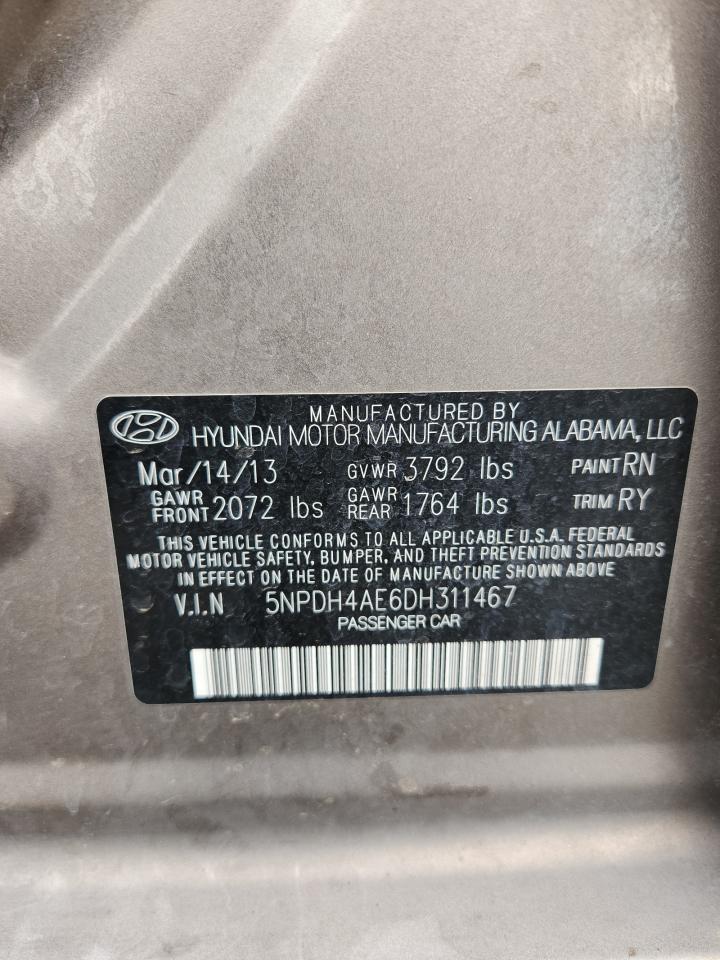 MANUFACTURED BY
HYUNDAI MOTOR MANUFACTURING ALABAMA, LLC
Mar/14/13 GVWR 3792 lbs PAINT RN
GAWR FRONT 2072 lbs GAWR REAR 1764 lbs TRIM RY
THIS VEHICLE CONFORMS TO ALL APPLICABLE U.S.A. FEDERAL
MOTOR VEHICLE SAFETY, BUMPER, AND THEFT PREVENTION STANDARDS
IN EFFECT ON THE DATE OF MANUFACTURE SHOWN ABOVE
V.I.N 5NPDH4AE6DH311467
PASSENGER CAR